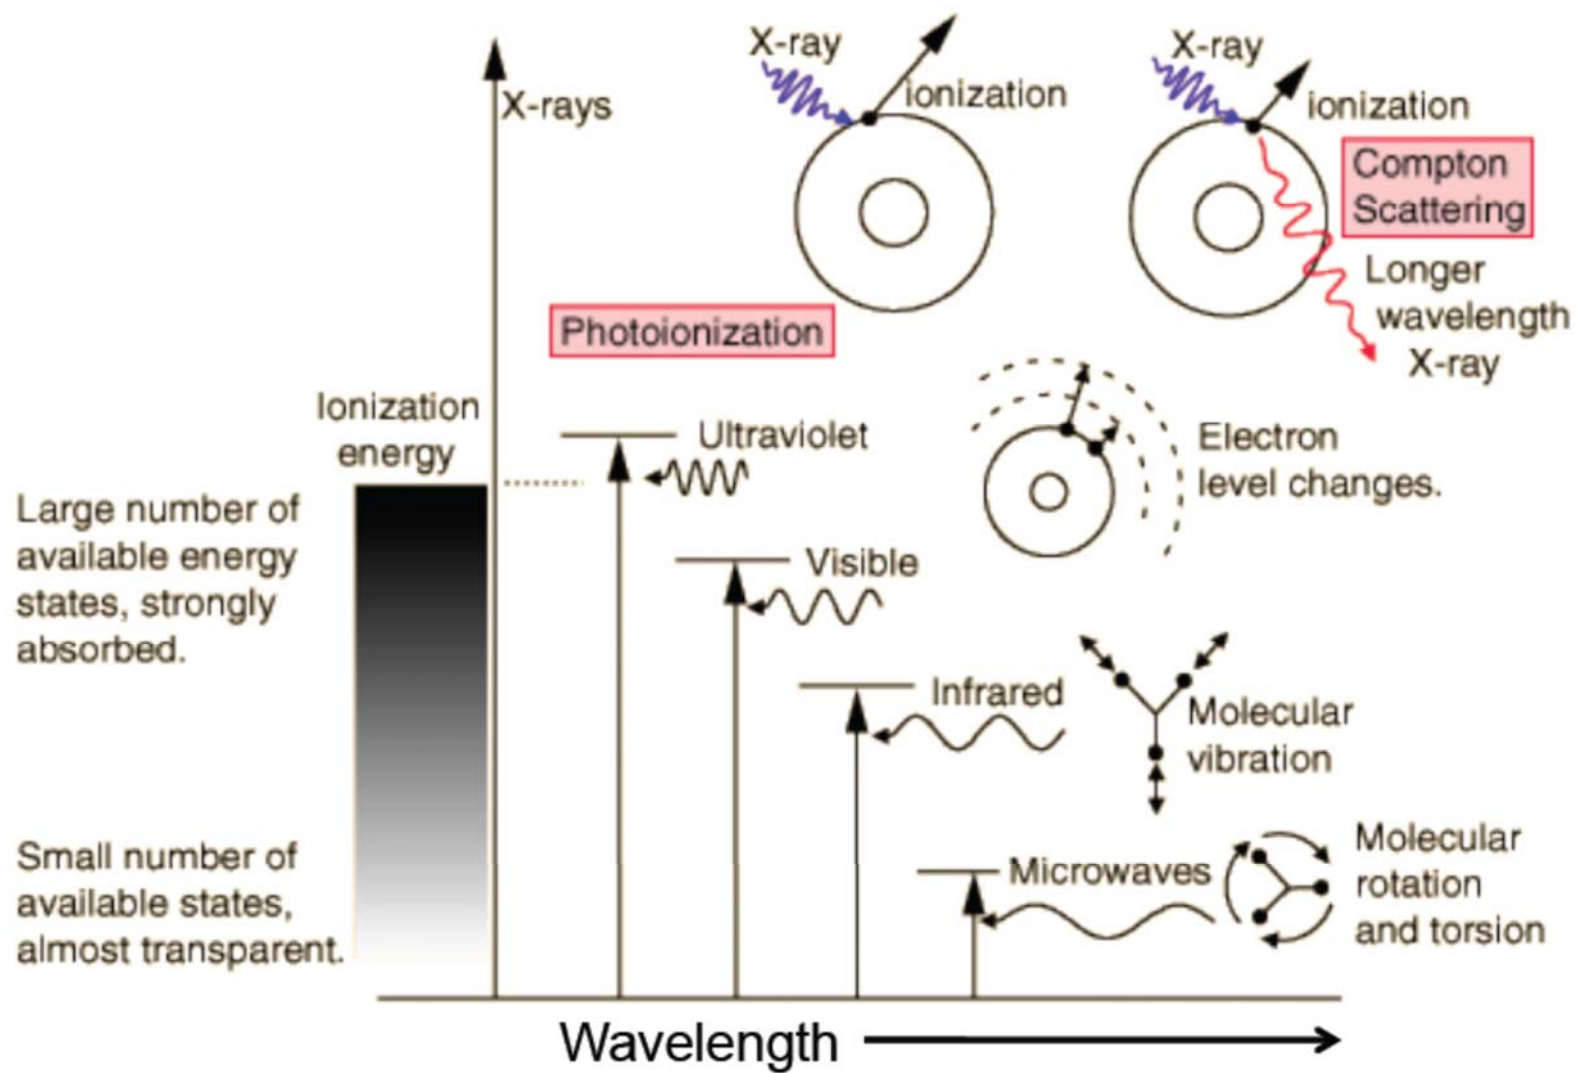 X-rays
X-ray
ionization
X-ray
ionization
Compton
Scattering
Longer
wavelength
X-ray
Photoionization
Ionization
energy
Ultraviolet
Electron
level changes.
Large number of
available energy
states, strongly
absorbed.
Visible
Infrared
Molecular
vibration
Small number of
available states,
almost transparent.
Microwaves
Molecular
rotation
and torsion
Wavelength